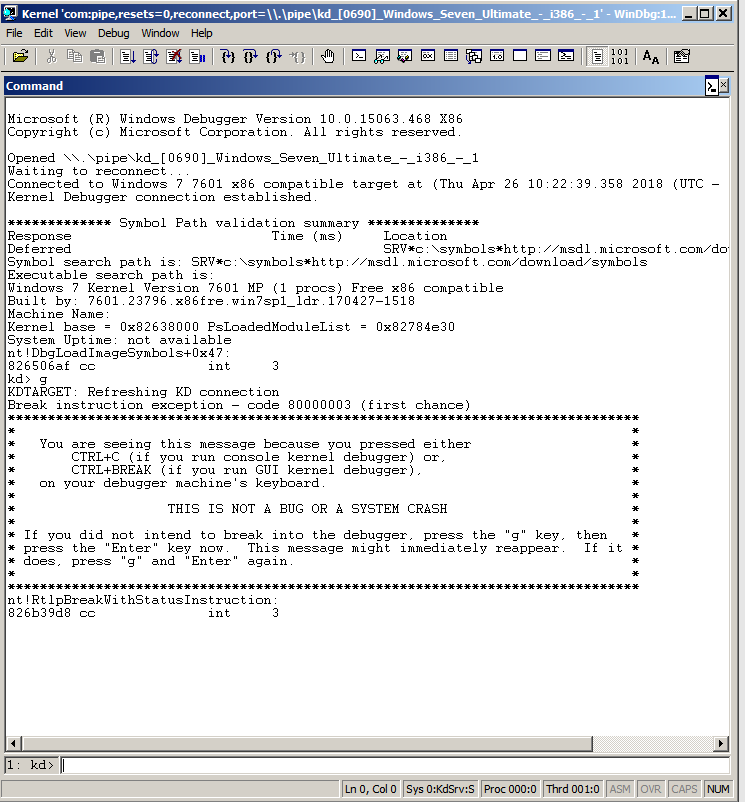 Kernel 'com:pipe,resets=0,reconnect,port=\\.\pipe\kd_[0690]_Windows_Seven_Ultimate_-_i386_-_1' - WinDbg:1...
File Edit View Debug Window Help
101
101
AA
Command
Microsoft (R) Windows Debugger Version 10.0.15063.468 X86
Copyright (c) Microsoft Corporation. All rights reserved.
Opened \\.\pipe\kd_[0690]_Windows_Seven_Ultimate_-_i386_-_1
Waiting to reconnect...
Connected to Windows 7 7601 x86 compatible target at (Thu Apr 26 10:22:39.358 2018 (UTC -
Kernel Debugger connection established.
************* Symbol Path validation summary **************
Response                         Time (ms)     Location
Deferred                                       SRV*c:\symbols*http://msdl.microsoft.com/dov
Symbol search path is: SRV*c:\symbols*http://msdl.microsoft.com/download/symbols
Executable search path is:
Windows 7 Kernel Version 7601 MP (1 procs) Free x86 compatible
Built by: 7601.23796.x86fre.win7sp1_ldr.170427-1518
Machine Name:
Kernel base = 0x82638000 PsLoadedModuleList = 0x82784e30
System Uptime: not available
nt!DbgLoadImageSymbols+0x47:
826506af cc              int     3
kd> g
KDTARGET: Refreshing KD connection
Break instruction exception - code 80000003 (first chance)
*******************************************************************************
*                                                                             *
*   You are seeing this message because you pressed either                    *
*       CTRL+C (if you run console kernel debugger) or,                       *
*       CTRL+BREAK (if you run GUI kernel debugger),                          *
*   on your debugger machine's keyboard.                                      *
*                                                                             *
*                   THIS IS NOT A BUG OR A SYSTEM CRASH                       *
*                                                                             *
* If you did not intend to break into the debugger, press the "g" key, then   *
* press the "Enter" key now.  This message might immediately reappear.  If it *
* does, press "g" and "Enter" again.                                          *
*                                                                             *
*******************************************************************************
nt!RtlpBreakWithStatusInstruction:
826b39d8 cc              int     3
1: kd>
Ln 0, Col 0 Sys 0:KdSrv:S Proc 000:0 Thrd 001:0 ASM OVR CAPS NUM